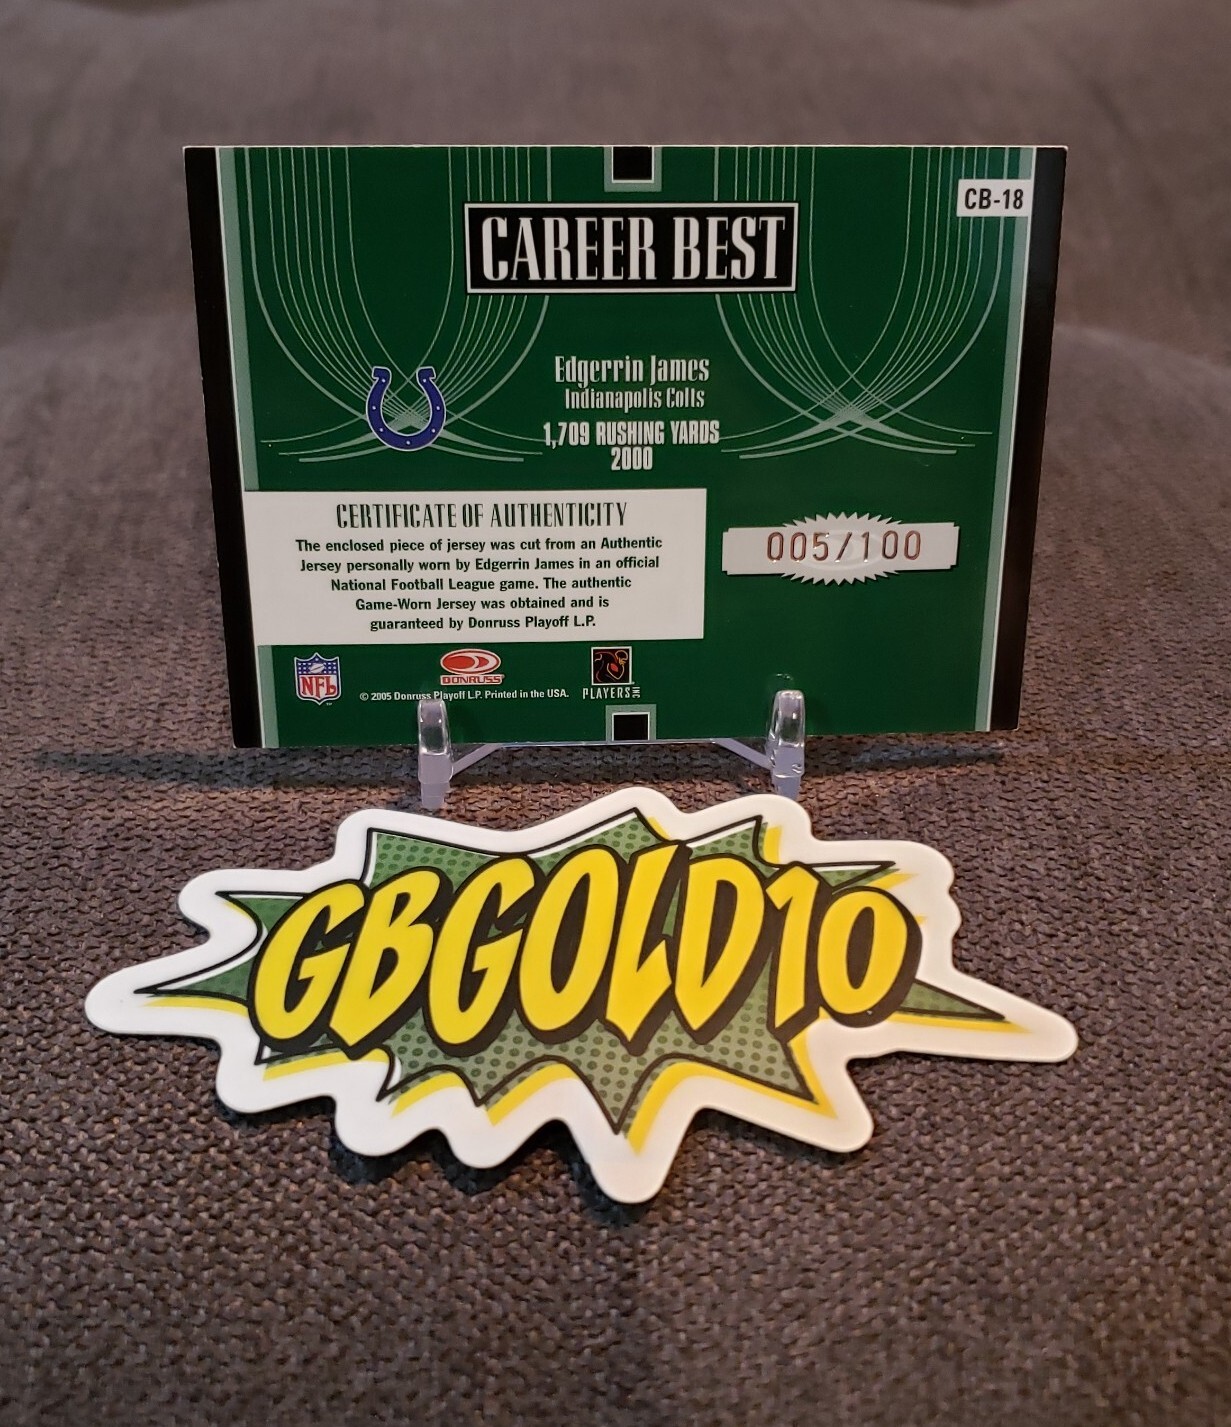 CB-18
CAREER BEST
Edgerrin James
Indianapolis Colts
1,709 RUSHING YARDS
2000
CERTIFICATE OF AUTHENTICITY
The enclosed piece of jersey was cut from an Authentic
Jersey personally worn by Edgerrin James in an official
National Football League game. The authentic
Game-Worn Jersey was obtained and is
guaranteed by Donruss Playoff L.P.
005/100
NFL
DONRUSS
© 2005 Donruss Playoff L.P. Printed in the USA.
PLAYERS INC
GBGOLD10